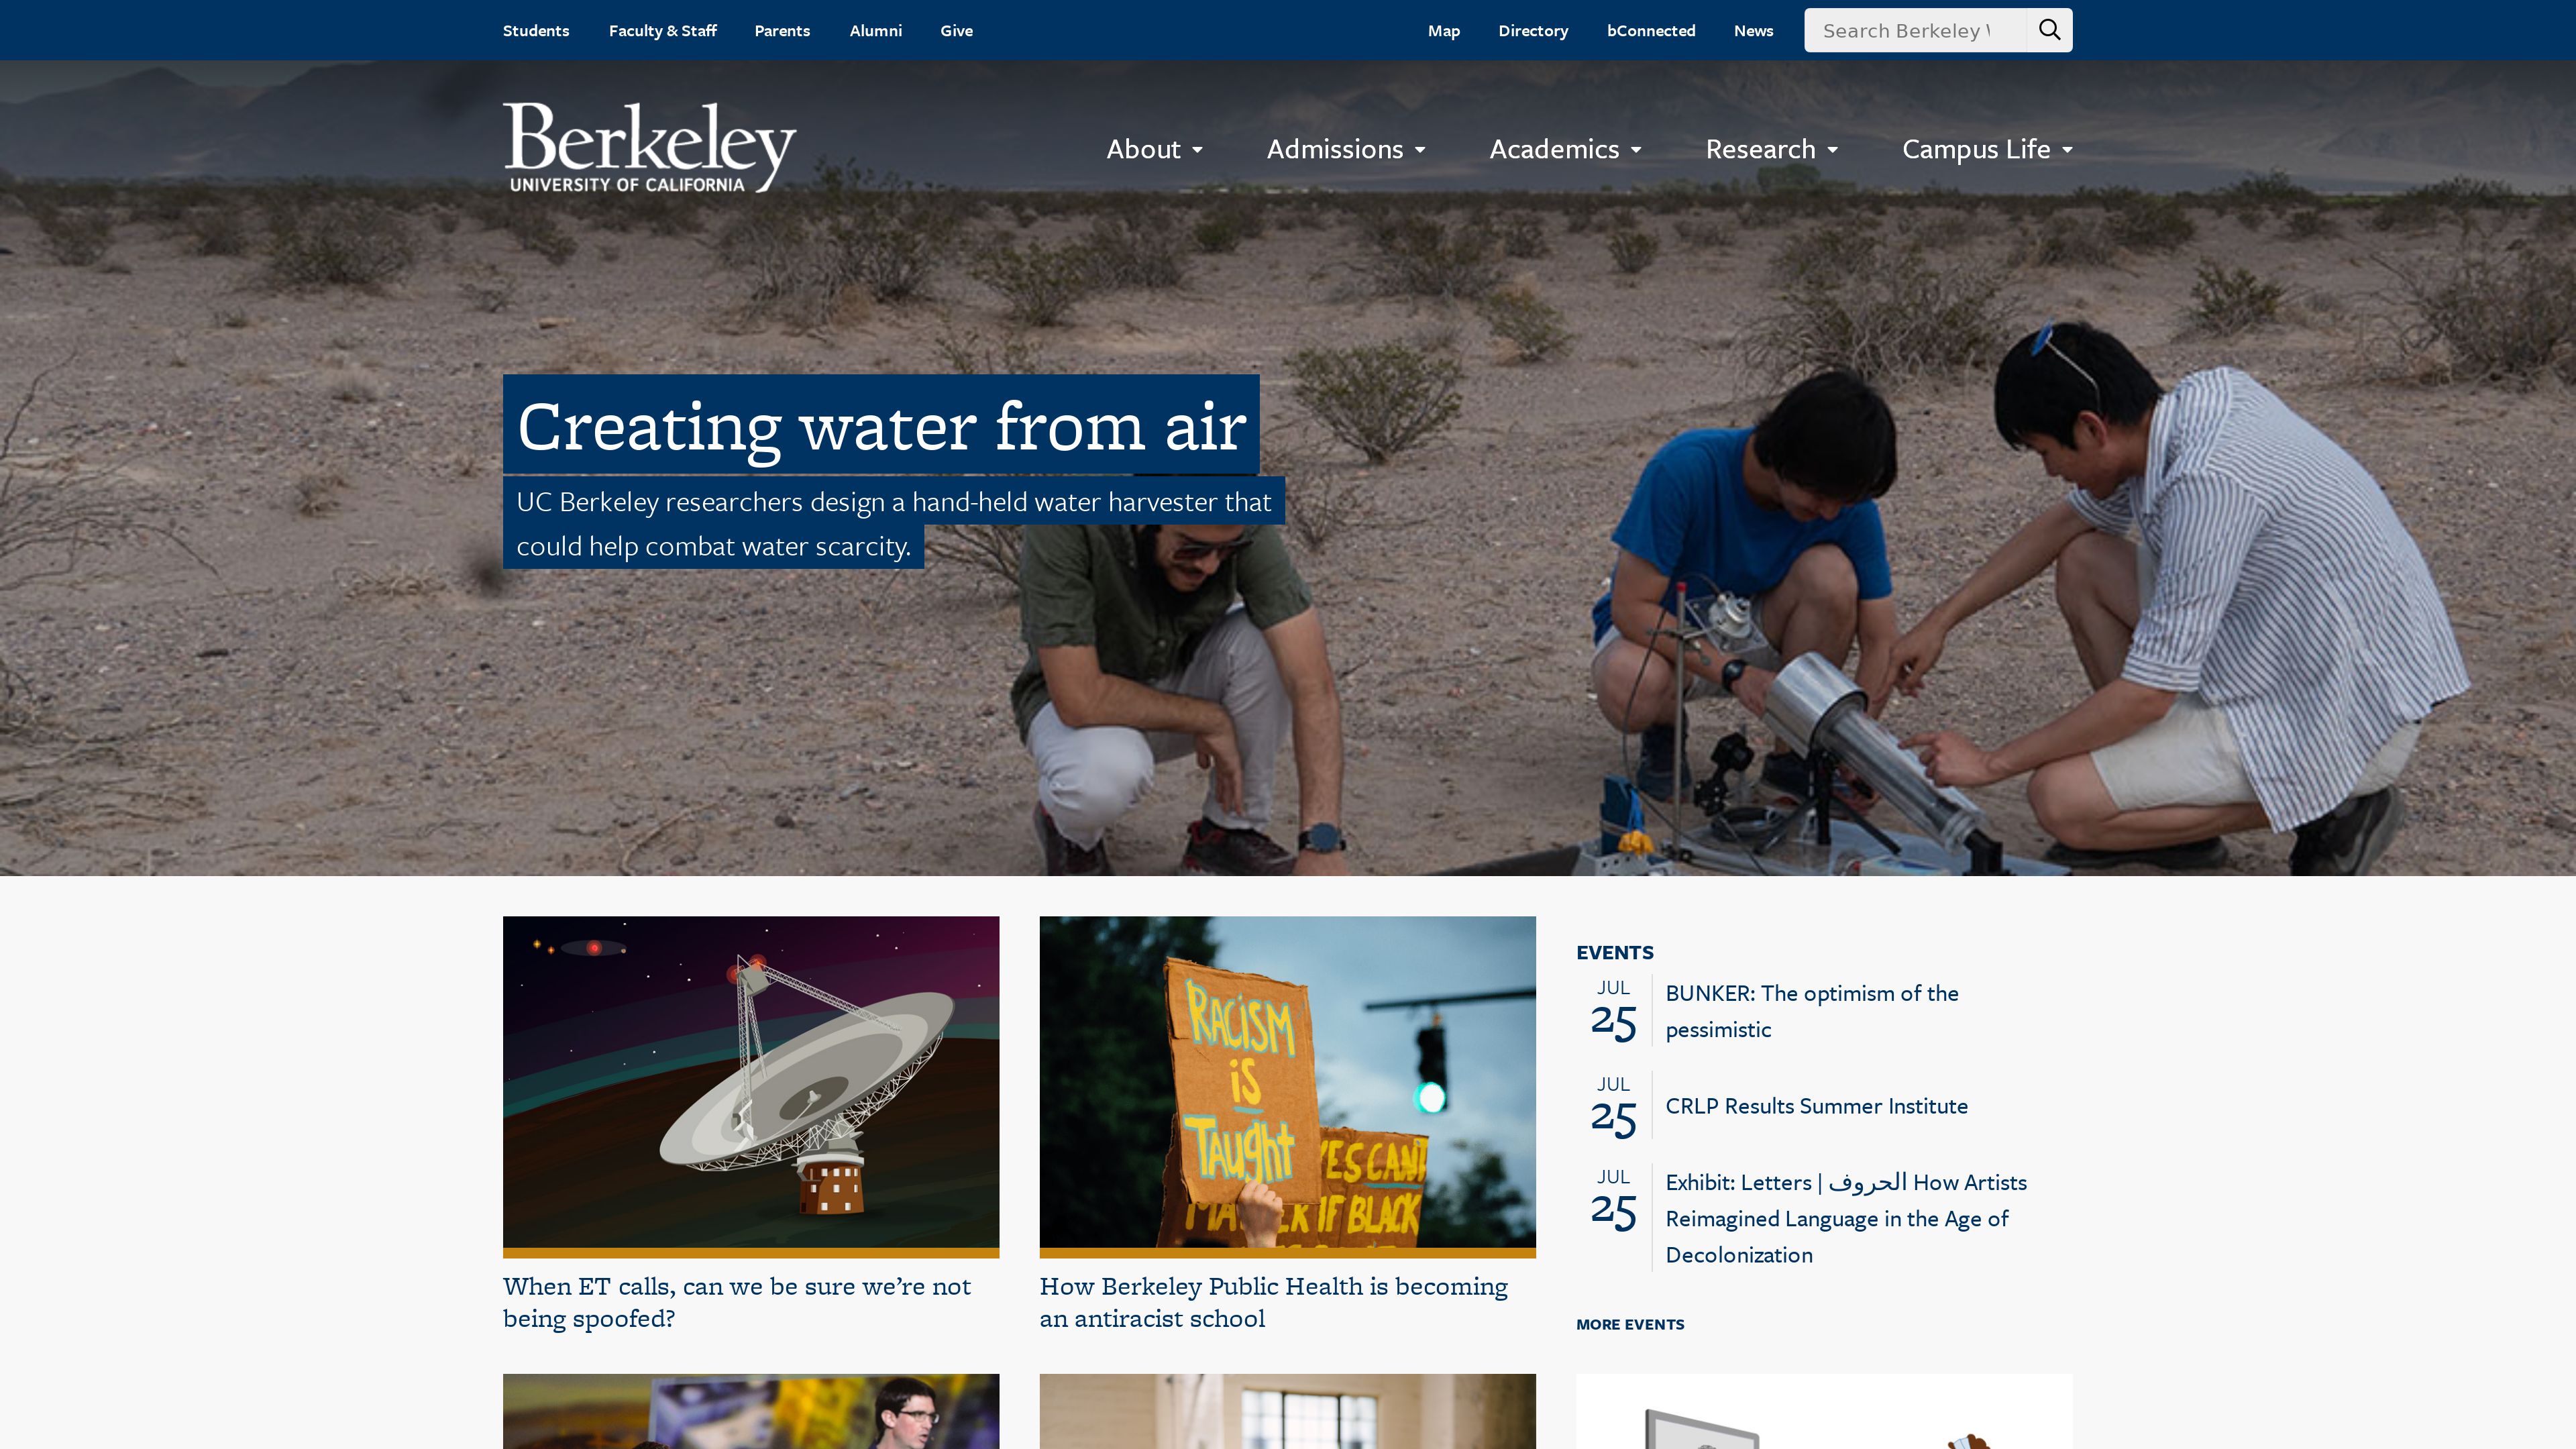 Students Faculty & Staff Parents Alumni Give Map Directory bConnected News Search Berkeley
Berkeley
UNIVERSITY OF CALIFORNIA
About Admissions Academics Research Campus Life
Creating water from air
UC Berkeley researchers design a hand-held water harvester that
could help combat water scarcity.
RACISM
is
Taught
YES CANT
IF BLACK
When ET calls, can we be sure we’re not
being spoofed?
How Berkeley Public Health is becoming
an antiracist school
EVENTS
JUL
25
BUNKER: The optimism of the
pessimistic
JUL
25
CRLP Results Summer Institute
JUL
25
Exhibit: Letters | الحروف How Artists
Reimagined Language in the Age of
Decolonization
MORE EVENTS